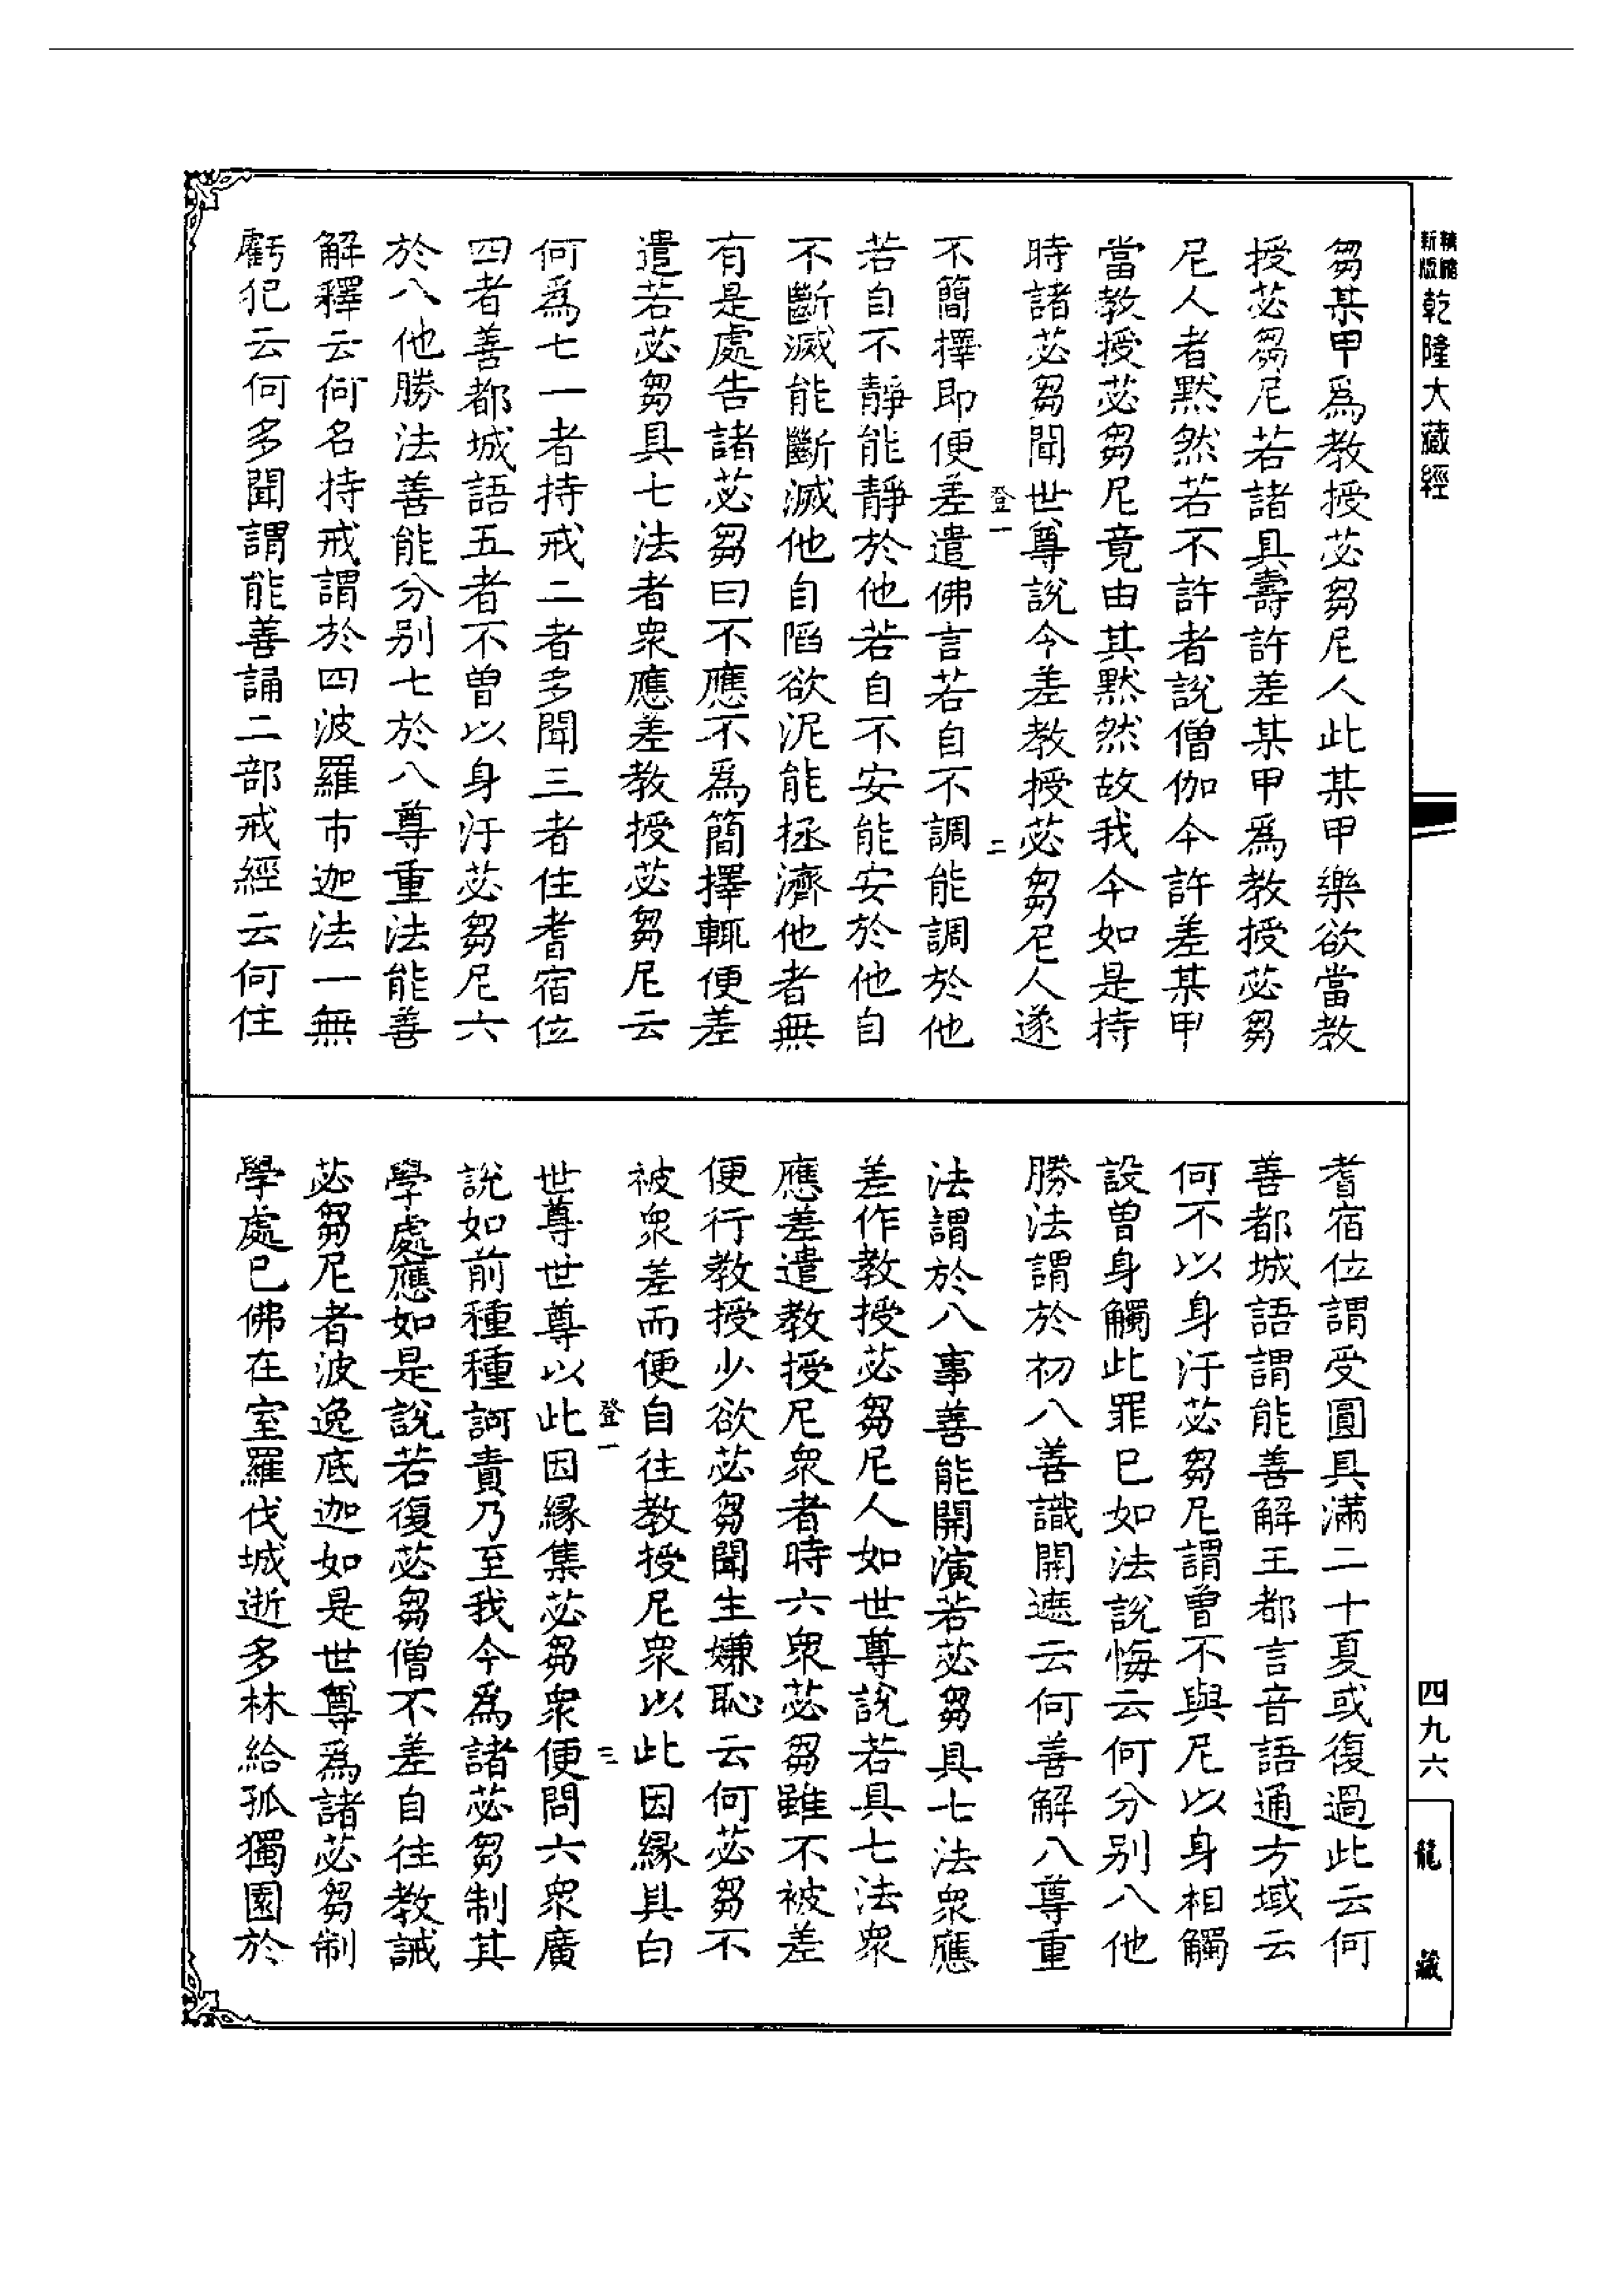 新版
精縮
乾隆大藏經
芻某甲爲教授苾芻尼人此某甲樂欲當教
授苾芻尼若諸具壽許差某甲爲教授苾芻
尼人者黙然若不許者說僧伽今許差某甲
當教授苾芻尼竟由其黙然故我今如是持
時諸苾芻聞世尊說今差教授苾芻尼人遂
登一
二
不簡擇即便差遣佛言若自不調能調於他
若自不靜能靜於他若自不安能安於他自
不斷滅能斷滅他自陷欲泥能拯濟他者無
有是處告諸苾芻曰不應不爲簡擇輒便差
遣若苾芻具七法者衆應差教授苾芻尼云
何爲七一者持戒二者多聞三者住耆宿位
四者善都城語五者不曾以身汙苾芻尼六
於八他勝法善能分別七於八尊重法能善
解釋云何名持戒謂於四波羅市迦法一無
虧犯云何多聞謂能善誦二部戒經云何住
耆宿位謂受圓具滿二十夏或復過此云何
善都城語謂能善解王都言音語通方域云
何不以身汙苾芻尼謂曾不與尼以身相觸
設曾身觸此罪已如法說悔云何分別八他
勝法謂於初八善識開遮云何善解八尊重
法謂於八事善能開演若苾芻具七法衆應
差作教授苾芻尼人如世尊說若具七法衆
應差遣教授尼衆者時六衆苾芻雖不被差
便行教授少欲苾芻聞生嫌恥云何苾芻不
被衆差而便自往教授尼衆以此因緣具白
登一
三
世尊世尊以此因緣集苾芻衆便問六衆廣
說如前種種訶責乃至我今爲諸苾芻制其
學處應如是說若復苾芻僧不差自往教誡
苾芻尼者波逸底迦如是世尊爲諸苾芻制
學處已佛在室羅伐城逝多林給孤獨園於
四九六
龍
藏